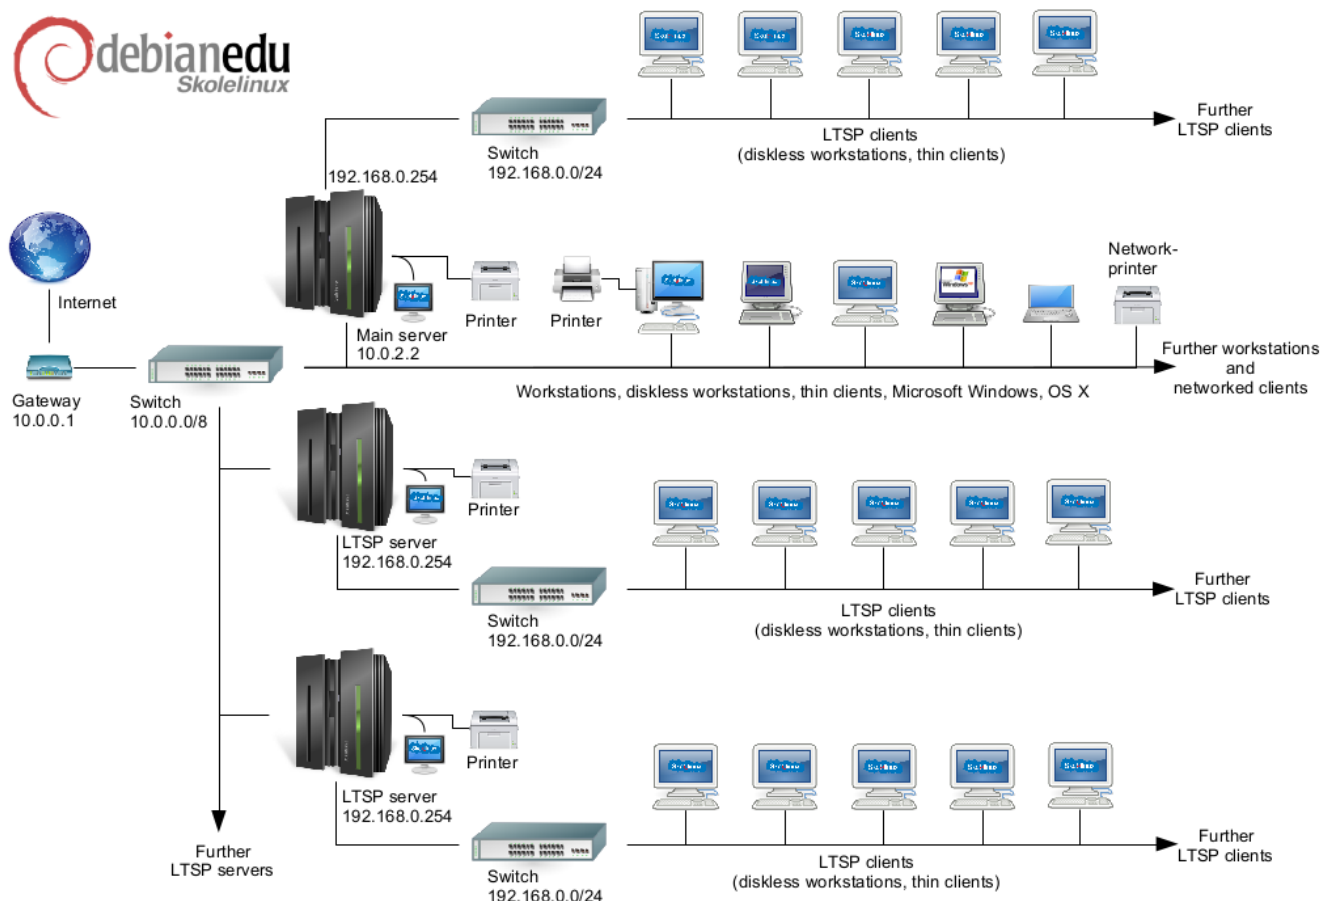 debianedu
Skolelinux
Further
LTSP clients
LTSP clients
(diskless workstations, thin clients)
Switch
192.168.0.0/24
192.168.0.254
Internet
Network-
printer
Printer
Printer
Main server
10.0.2.2
Gateway
10.0.0.1
Switch
10.0.0.0/8
Further workstations
and
networked clients
Workstations, diskless workstations, thin clients, Microsoft Windows, OS X
Windows
Printer
LTSP server
192.168.0.254
Switch
192.168.0.0/24
LTSP clients
(diskless workstations, thin clients)
Further
LTSP clients
Printer
LTSP server
192.168.0.254
Further
LTSP servers
Switch
192.168.0.0/24
LTSP clients
(diskless workstations, thin clients)
Further
LTSP clients